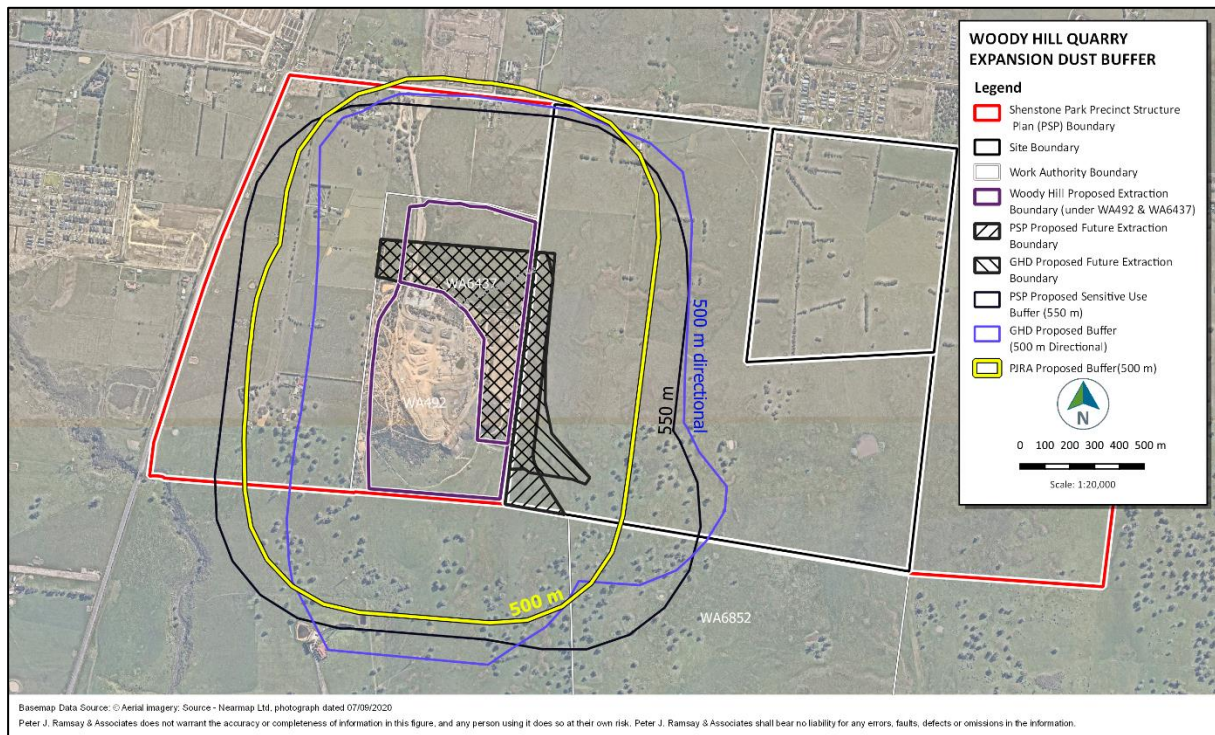 WOODY HILL QUARRY
EXPANSION DUST BUFFER
Legend
Shenstone Park Precinct Structure
Plan (PSP) Boundary
Site Boundary
Work Authority Boundary
Woody Hill Proposed Extraction
Boundary (under WA492 & WA6437)
PSP Proposed Future Extraction
Boundary
GHD Proposed Future Extraction
Boundary
PSP Proposed Sensitive Use
Buffer (550 m)
GHD Proposed Buffer
(500 m Directional)
PJRA Proposed Buffer(500 m)
N
0 100 200 300 400 500 m
Scale: 1:20,000
WA6437
WA492
500 m directional
550 m
500 m
WA6852
Basemap Data Source: © Aerial imagery: Source - Nearmap Ltd, photograph dated 07/09/2020
Peter J. Ramsay & Associates does not warrant the accuracy or completeness of information in this figure, and any person using it does so at their own risk. Peter J. Ramsay & Associates shall bear no liability for any errors, faults, defects or omissions in the information.